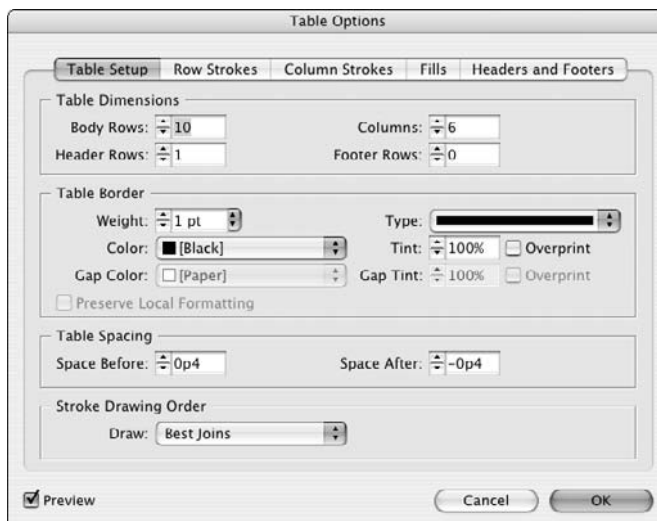 Table Options
Table Setup Row Strokes Column Strokes Fills Headers and Footers
Table Dimensions
Body Rows: 10 Columns: 6
Header Rows: 1 Footer Rows: 0
Table Border
Weight: 1 pt Type:
Color: [Black] Tint: 100% Overprint
Gap Color: [Paper] Gap Tint: 100% Overprint
Preserve Local Formatting
Table Spacing
Space Before: 0p4 Space After: -0p4
Stroke Drawing Order
Draw: Best Joins
Preview Cancel OK